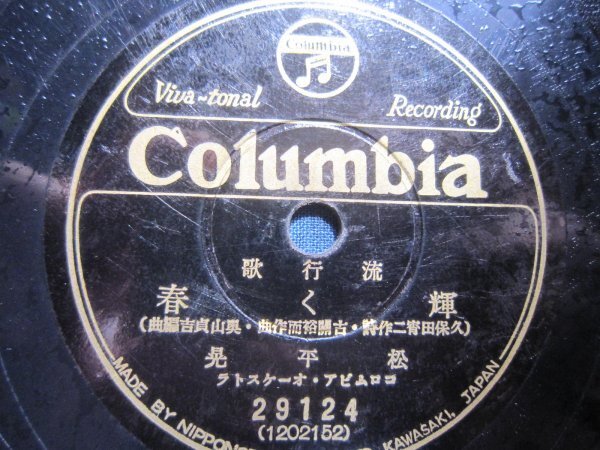 Columbia
Viva-tonal Recording
Columbia
歌行流
春く輝
(曲編吉貞山奥・曲作而裕関古・詩作二宵田保久)
晃平松
ラトスケーオ・アビムロコ
29124
(1202152)
MADE BY NIPPONO KAWASAKI, JAPAN